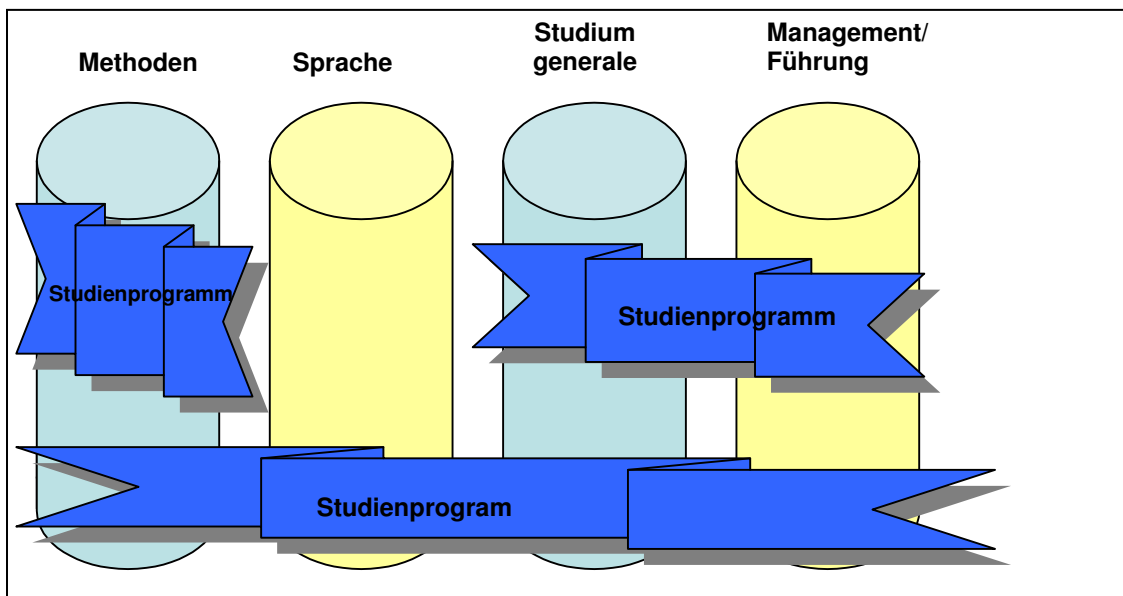 Methoden
Sprache
Studium
generale
Management/
Führung
Studienprogramm
Studienprogramm
Studienprogram